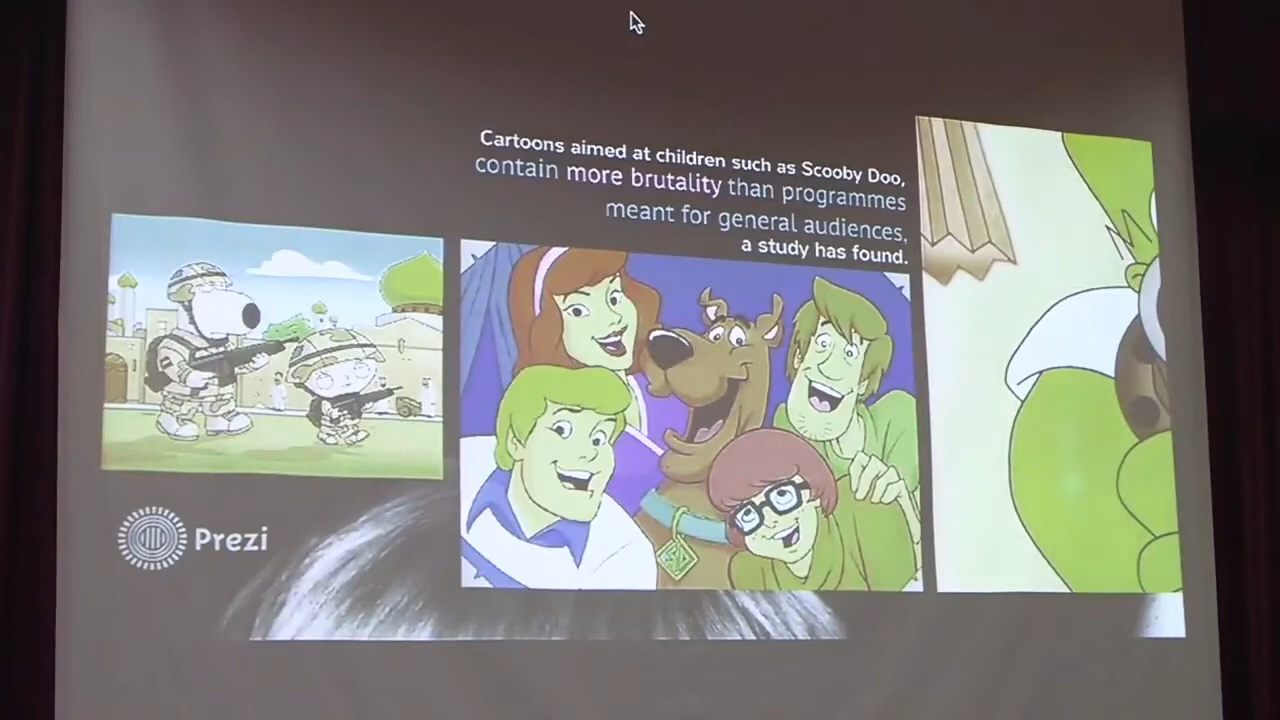 Cartoons aimed at children such as Scooby Doo,
contain more brutality than programmes
meant for general audiences,
a study has found.
Prezi